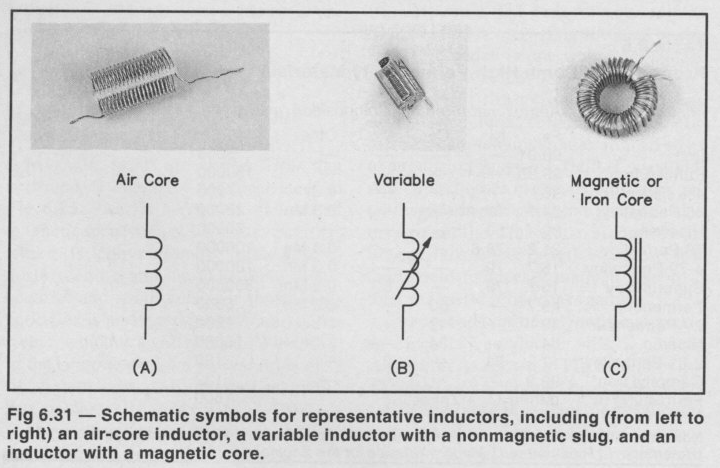 Air Core
Variable
Magnetic or
Iron Core
(A)
(B)
(C)
Fig 6.31 — Schematic symbols for representative inductors, including (from left to
right) an air-core inductor, a variable inductor with a nonmagnetic slug, and an
inductor with a magnetic core.